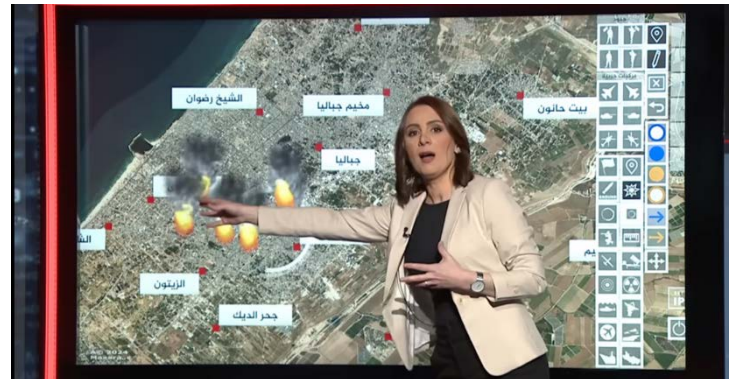 الشيخ رضوان
مخيم جباليا
بيت حانون
جباليا
الزيتون
جحر الديك